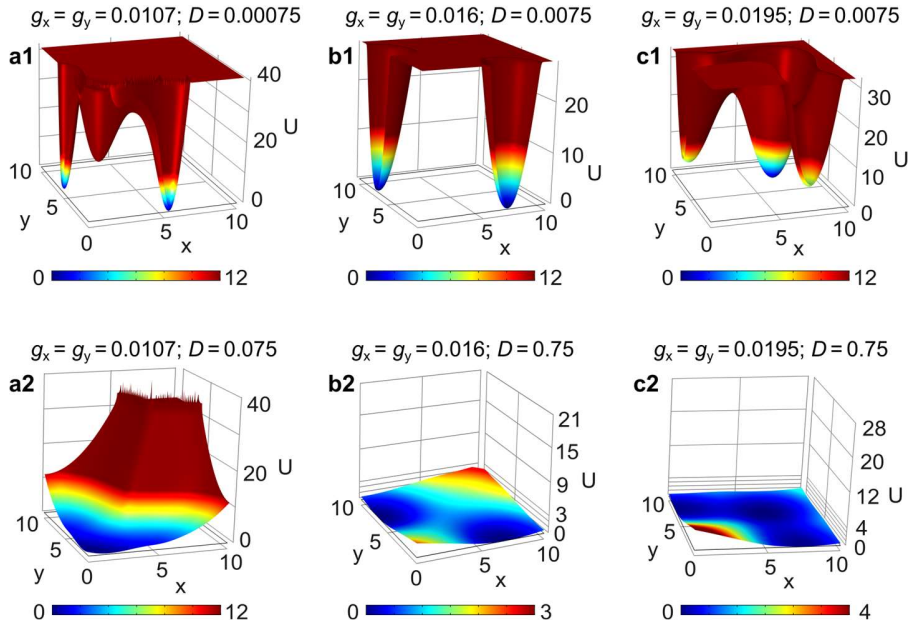 gx = gy = 0.0107; D = 0.00075
gx = gy = 0.016; D = 0.0075
gx = gy = 0.0195; D = 0.0075
a1
40
20
0
U
10
5
0
y
5
10
x
0
12
b1
20
10
0
U
10
5
0
y
5
10
x
0
12
c1
30
20
10
0
U
10
5
0
y
5
10
x
0
12
gx = gy = 0.0107; D = 0.075
gx = gy = 0.016; D = 0.75
gx = gy = 0.0195; D = 0.75
a2
40
20
0
U
10
5
0
y
5
10
x
0
12
b2
21
15
9
3
0
U
10
5
0
y
5
10
x
0
3
c2
28
20
12
4
0
U
10
5
0
y
5
10
x
0
4